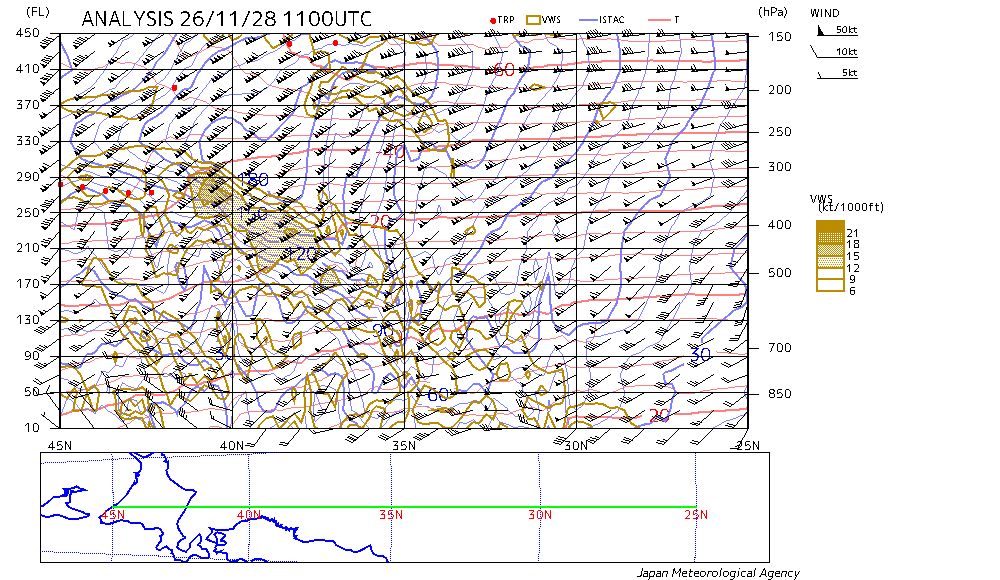 (FL) ANALYSIS 26/11/28 1100UTC TRP VWS ISTAC T (hPa) WIND
450 150 50kt
10kt
410 -60 5kt
370 200
330 250
-40 300
290 180
VWS
(kt/1000ft)
250 150
-20 400
21
210 18
120 15
500 12
170 9
6
130
90
90 30 700
60 850
50
20
10
45N 40N 35N 30N 25N
45N 40N 35N 30N 25N
Japan Meteorological Agency